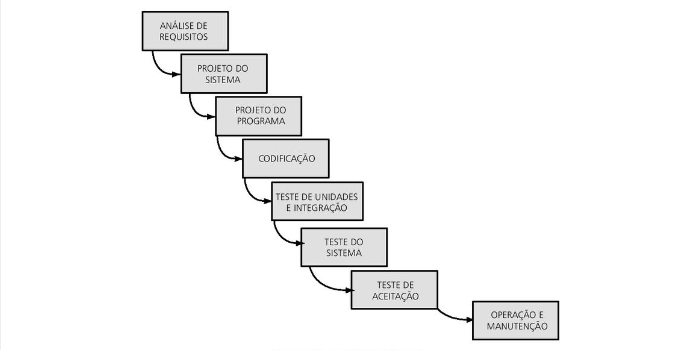 ANÁLISE DE
REQUISITOS
PROJETO DO
SISTEMA
PROJETO DO
PROGRAMA
CODIFICAÇÃO
TESTE DE UNIDADES
E INTEGRAÇÃO
TESTE DO
SISTEMA
TESTE DE
ACEITAÇÃO
OPERAÇÃO E
MANUTENÇÃO